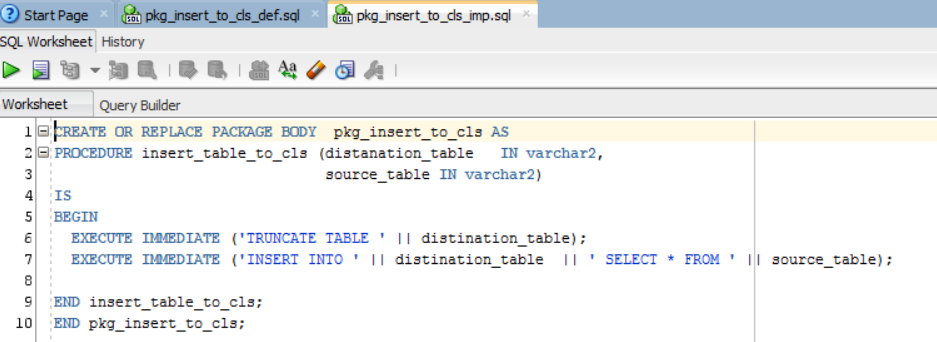 Start Page × pkg_insert_to_cls_def.sql × pkg_insert_to_cls_imp.sql ×
SQL Worksheet History
Worksheet Query Builder
1 CREATE OR REPLACE PACKAGE BODY  pkg_insert_to_cls AS
2 PROCEDURE insert_table_to_cls (distanation_table   IN varchar2,
3 source_table IN varchar2)
4 IS
5 BEGIN
6 EXECUTE IMMEDIATE ('TRUNCATE TABLE ' || distination_table);
7 EXECUTE IMMEDIATE ('INSERT INTO ' || distination_table  || ' SELECT * FROM ' || source_table);
8
9 END insert_table_to_cls;
10 END pkg_insert_to_cls;